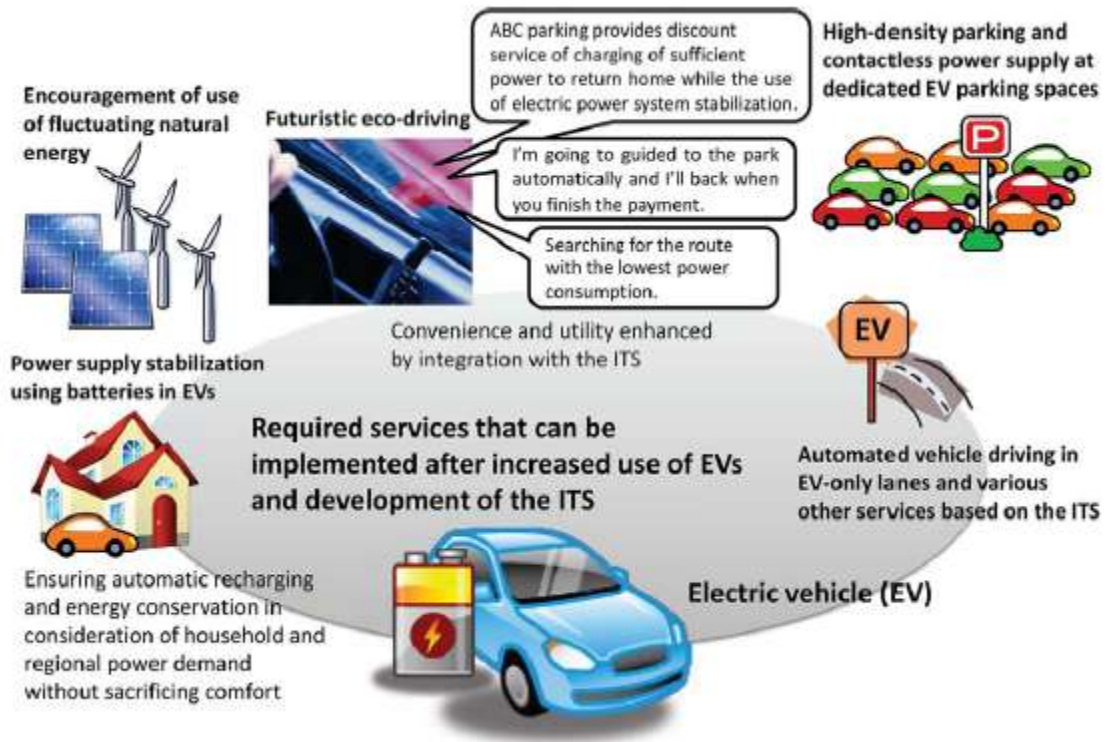 Encouragement of use
of fluctuating natural
energy
Futuristic eco-driving
ABC parking provides discount
service of charging of sufficient
power to return home while the use
of electric power system stabilization.
I'm going to guided to the park
automatically and I'll back when
you finish the payment.
Searching for the route
with the lowest power
consumption.
High-density parking and
contactless power supply at
dedicated EV parking spaces
P
Convenience and utility enhanced
by integration with the ITS
EV
Power supply stabilization
using batteries in EVs
Required services that can be
implemented after increased use of EVs
and development of the ITS
Automated vehicle driving in
EV-only lanes and various
other services based on the ITS
Ensuring automatic recharging
and energy conservation in
consideration of household and
regional power demand
without sacrificing comfort
Electric vehicle (EV)